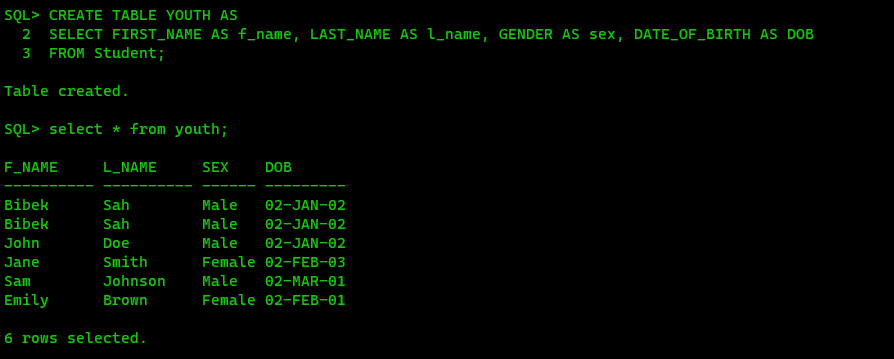 SQL> CREATE TABLE YOUTH AS
  2  SELECT FIRST_NAME AS f_name, LAST_NAME AS l_name, GENDER AS sex, DATE_OF_BIRTH AS DOB
  3  FROM Student;
Table created.
SQL> select * from youth;
F_NAME     L_NAME     SEX    DOB
---------- ---------- ------ ---------
Bibek      Sah        Male   02-JAN-02
Bibek      Sah        Male   02-JAN-02
John       Doe        Male   02-JAN-02
Jane       Smith      Female 02-FEB-03
Sam        Johnson    Male   02-MAR-01
Emily      Brown      Female 02-FEB-01
6 rows selected.